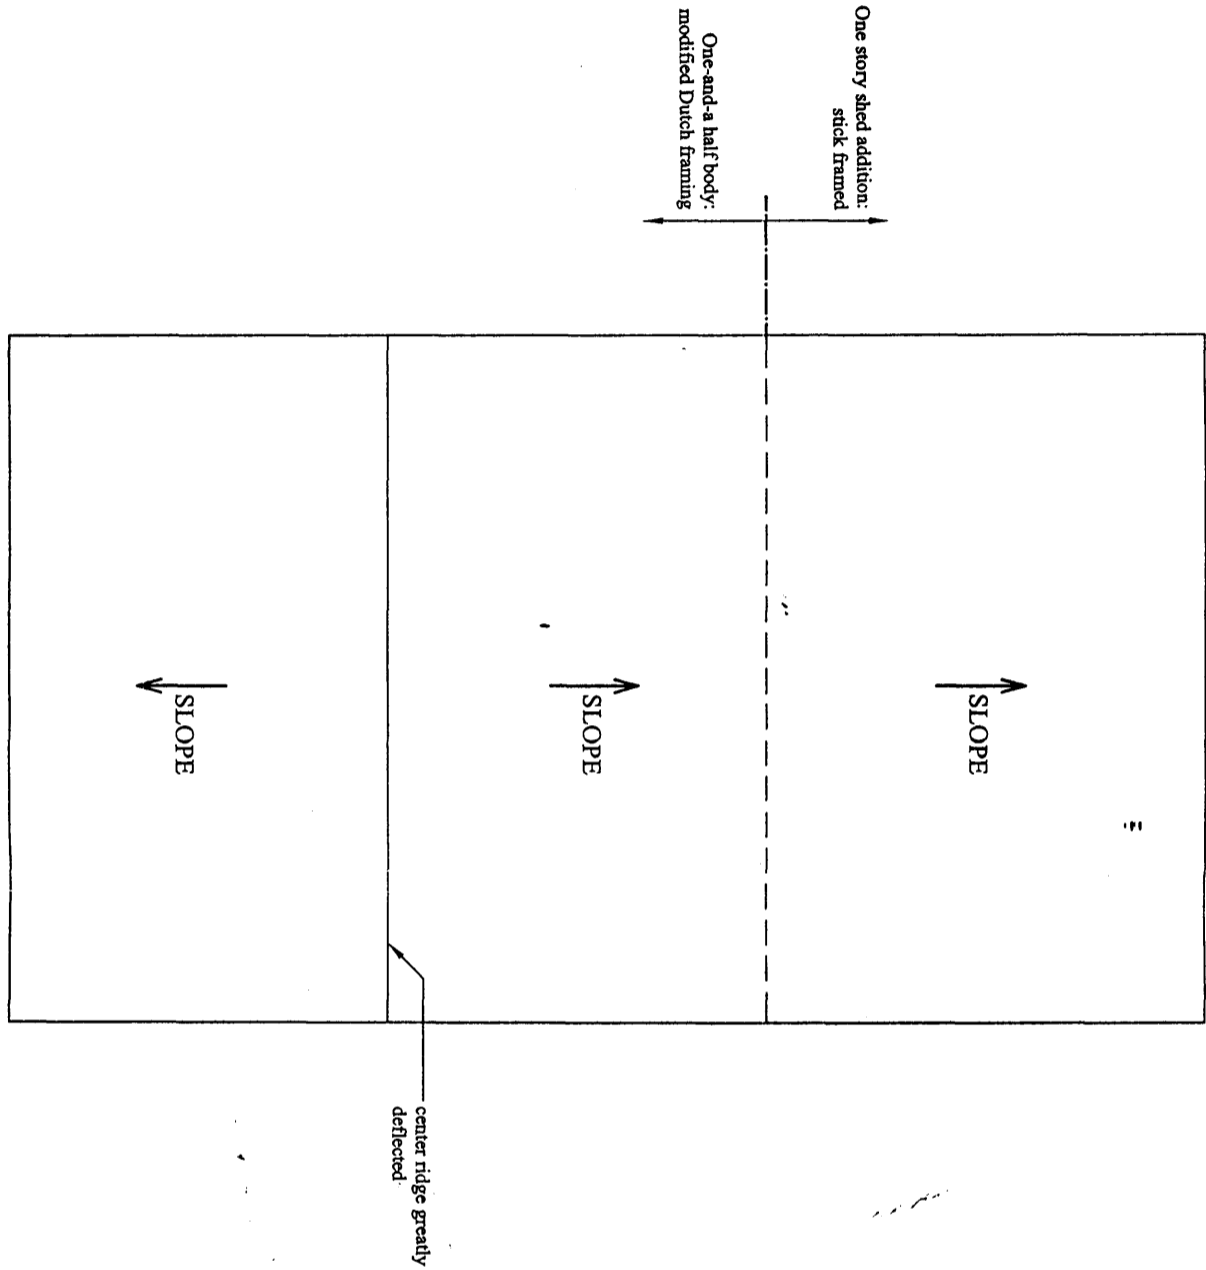 One story shed addition:
stick framed
One-and-a half body:
modified Dutch framing
SLOPE
SLOPE
SLOPE
center ridge greatly
deflected